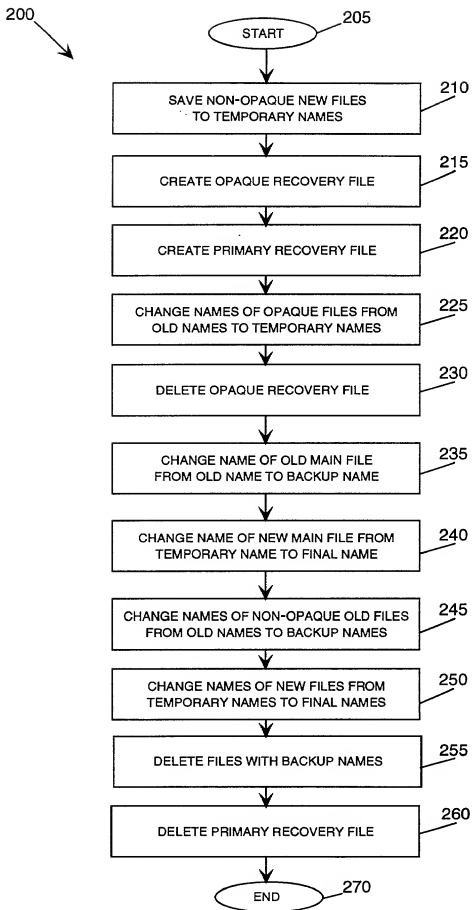 200
START
205
SAVE NON-OPAQUE NEW FILES
TO TEMPORARY NAMES
210
CREATE OPAQUE RECOVERY FILE
215
CREATE PRIMARY RECOVERY FILE
220
CHANGE NAMES OF OPAQUE FILES FROM
OLD NAMES TO TEMPORARY NAMES
225
DELETE OPAQUE RECOVERY FILE
230
CHANGE NAME OF OLD MAIN FILE
FROM OLD NAME TO BACKUP NAME
235
CHANGE NAME OF NEW MAIN FILE FROM
TEMPORARY NAME TO FINAL NAME
240
CHANGE NAMES OF NON-OPAQUE OLD FILES
FROM OLD NAMES TO BACKUP NAMES
245
CHANGE NAMES OF NEW FILES FROM
TEMPORARY NAMES TO FINAL NAMES
250
DELETE FILES WITH BACKUP NAMES
255
DELETE PRIMARY RECOVERY FILE
260
END
270